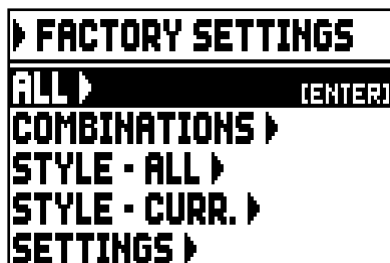 FACTORY SETTINGS
ALL [ENTER]
COMBINATIONS
STYLE - ALL
STYLE - CURR.
SETTINGS